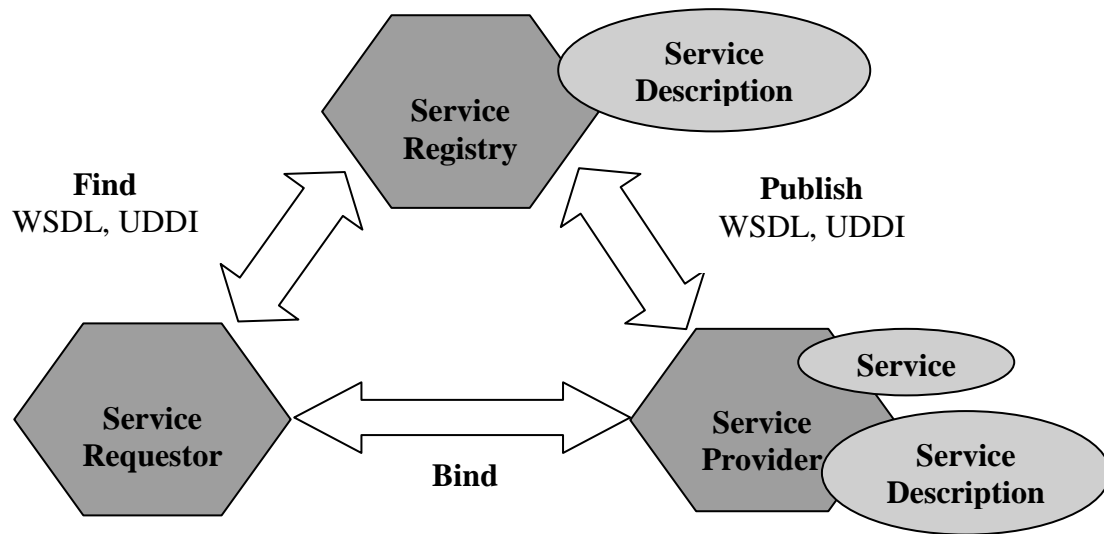 Service
Description
Service
Registry
Find
WSDL, UDDI
Publish
WSDL, UDDI
Service
Requestor
Bind
Service
Provider
Service
Service
Description